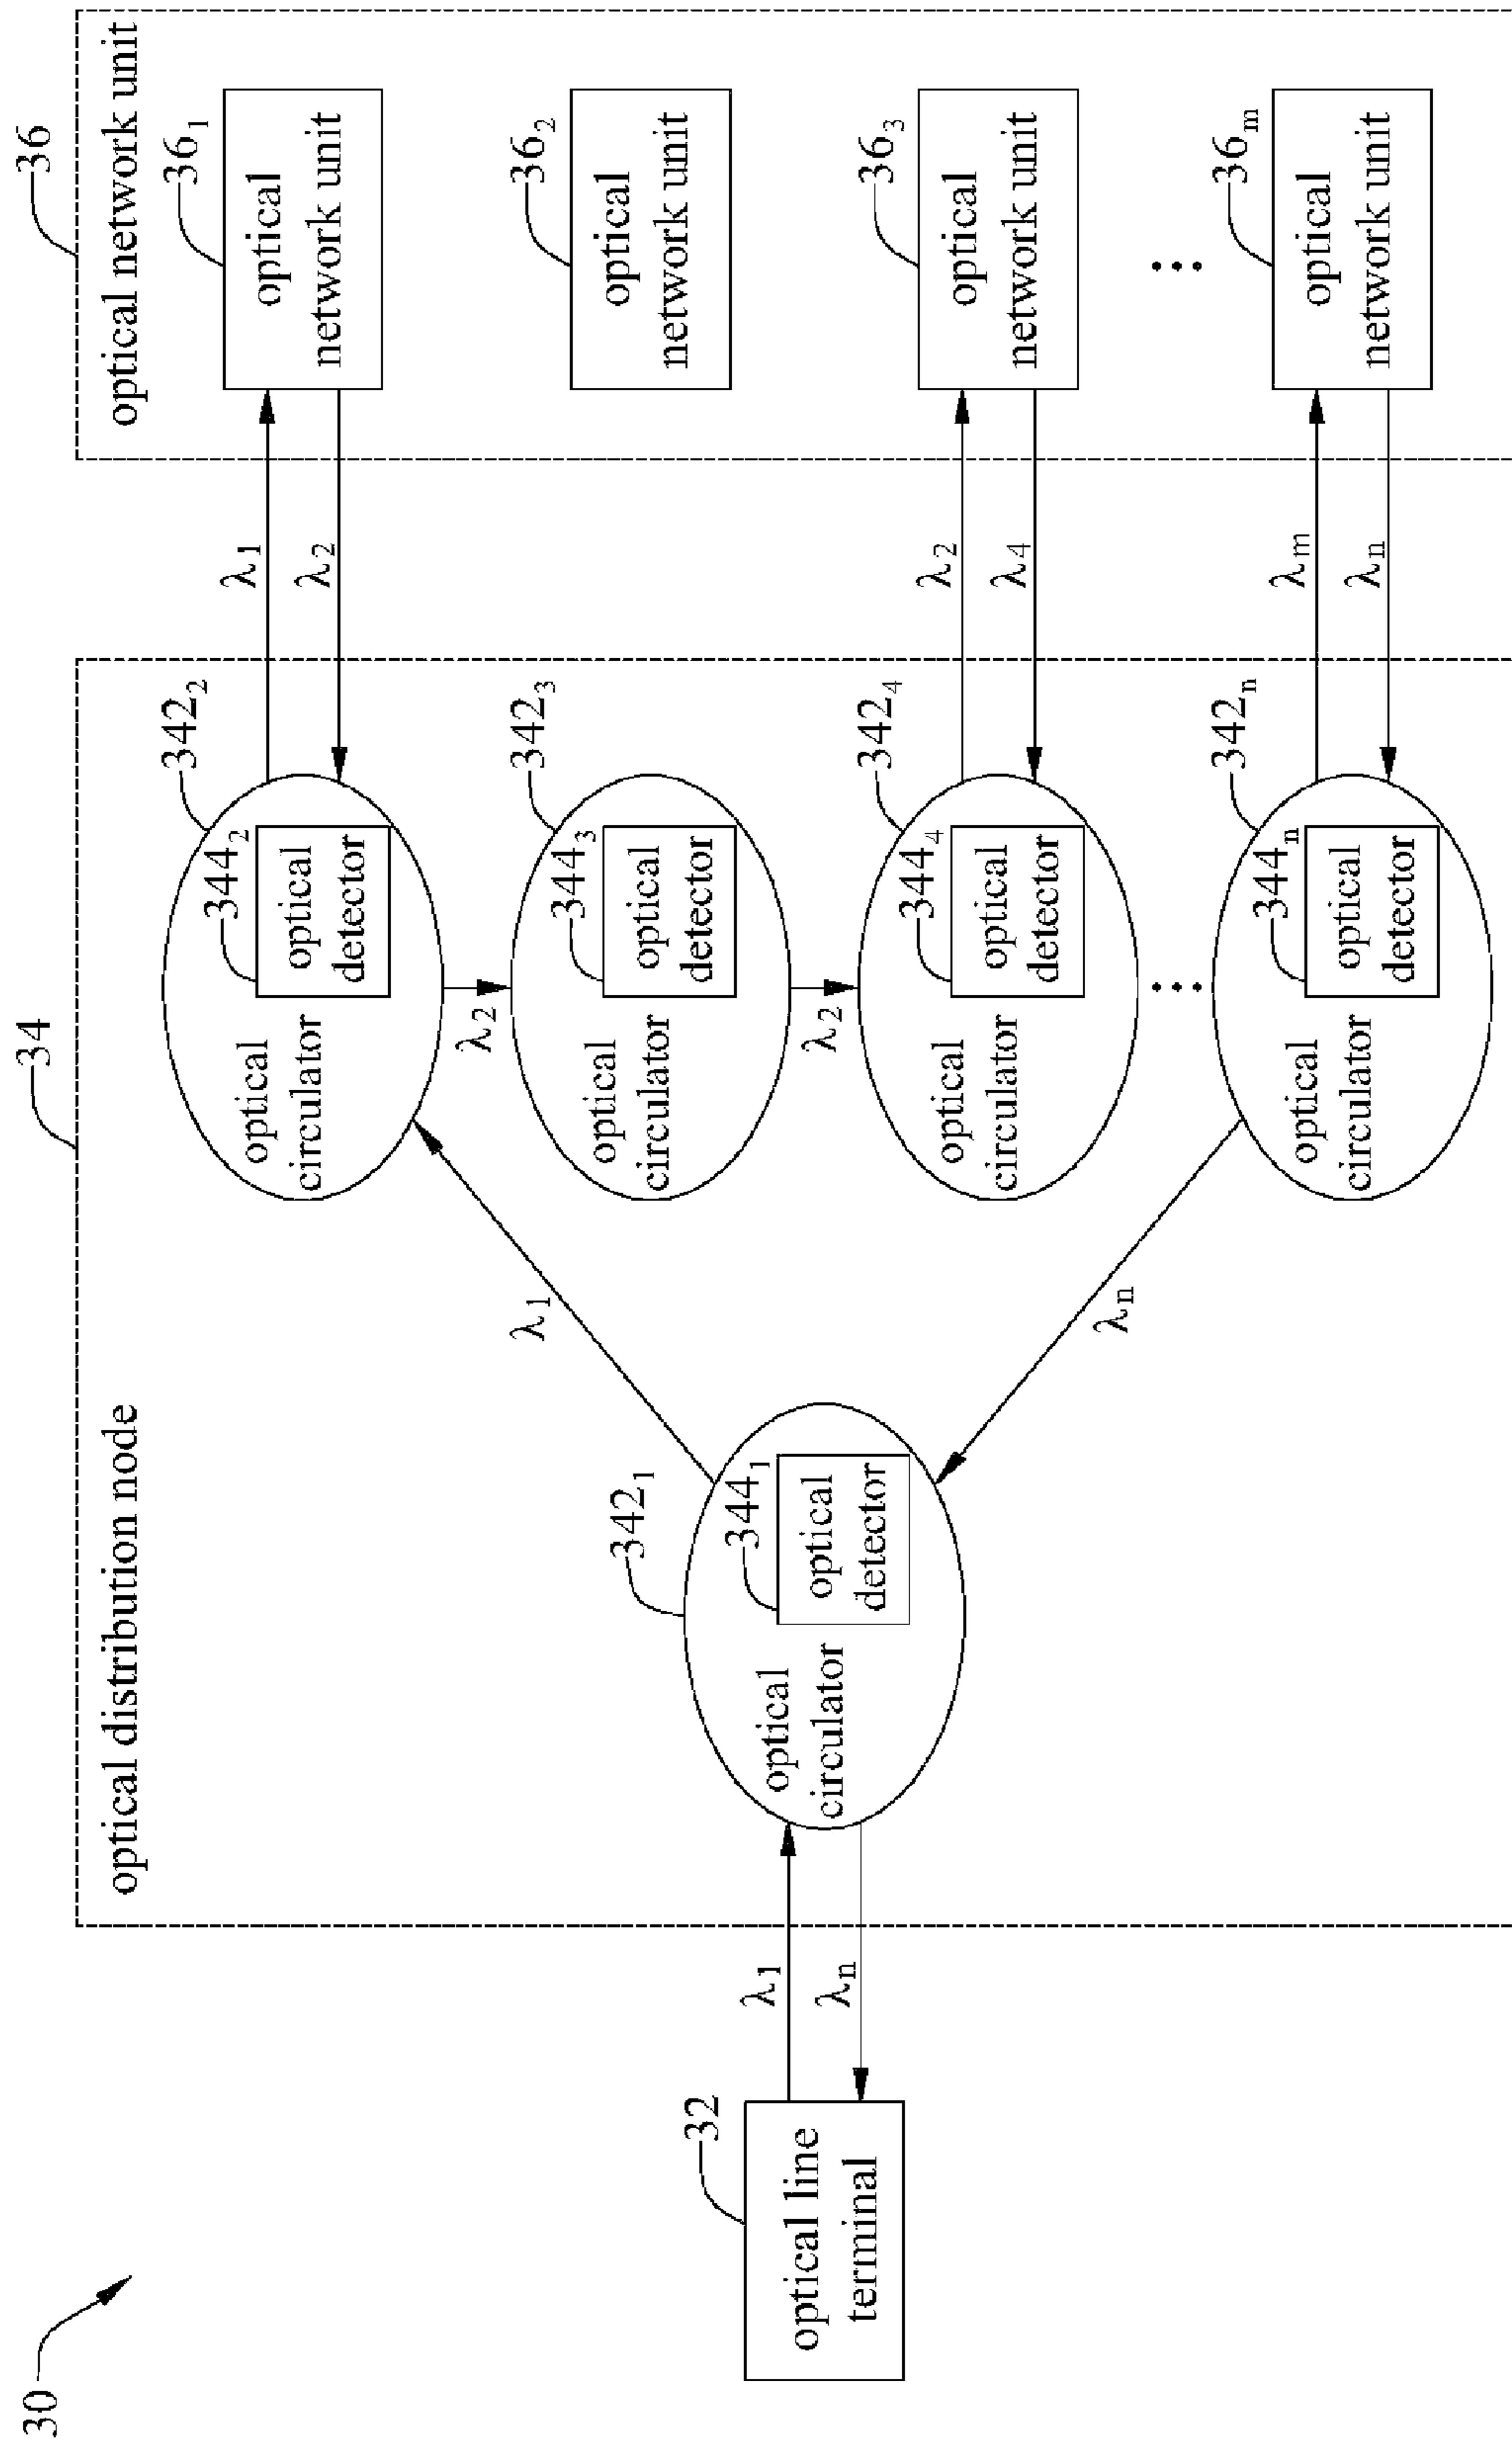 30
34
36
optical distribution node
optical network unit
32
optical line
terminal
λ1
λn
342₁
344₁
optical
circulator
optical
detector
λ1
λn
342₂
344₂
optical
circulator
optical
detector
λ2
342₃
344₃
optical
circulator
optical
detector
λ2
342₄
344₄
optical
circulator
optical
detector
342ₙ
344ₙ
optical
circulator
optical
detector
λ1
λ2
λ2
λ4
λm
λn
36₁
optical
network unit
36₂
optical
network unit
36₃
optical
network unit
36ₘ
optical
network unit